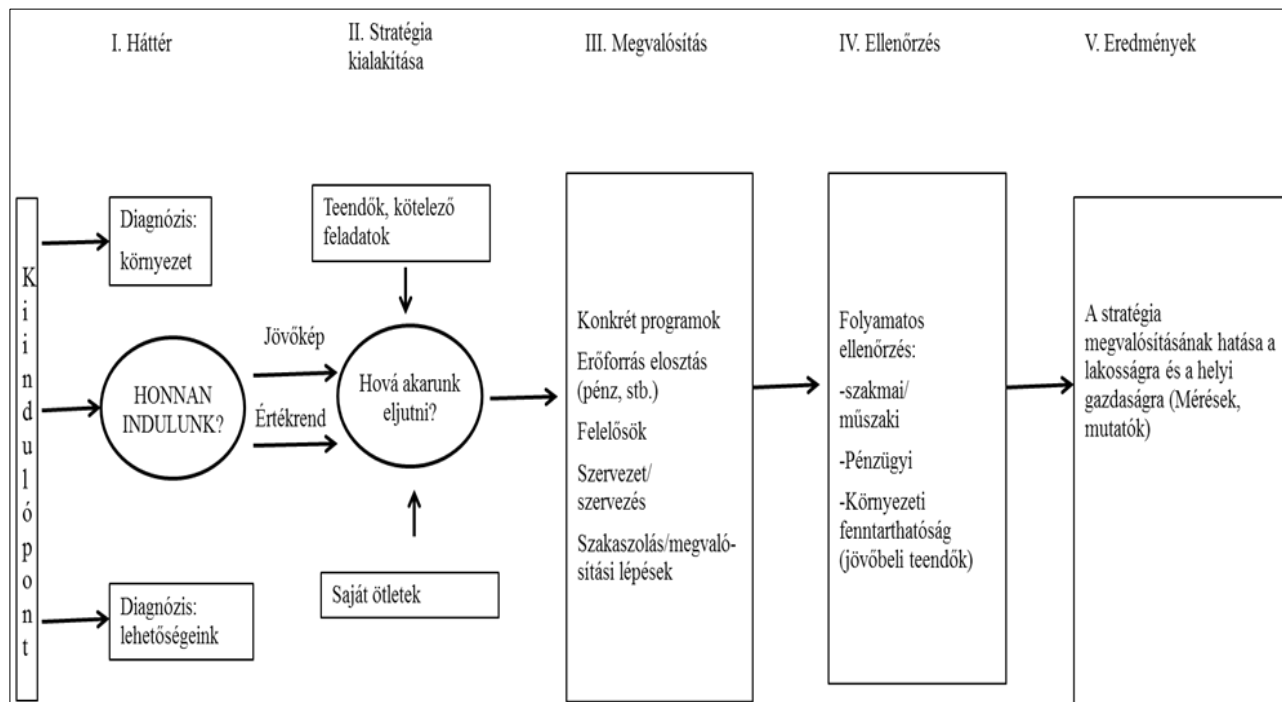 I. Háttér
II. Stratégia
kialakítása
III. Megvalósítás
IV. Ellenőrzés
V. Eredmények
Kiindulópont
Diagnózis:
környezet
HONNAN
INDULUNK?
Diagnózis:
lehetőségeink
Jövőkép
Értékrend
Teendők, kötelező
feladatok
Hová akarunk
eljutni?
Saját ötletek
Konkrét programok
Erőforrás elosztás
(pénz, stb.)
Felelősök
Szervezet/
szervezés
Szakaszolás/megvaló-
sítási lépések
Folyamatos
ellenőrzés:
-szakmai/
műszaki
-Pénzügyi
-Környezeti
fenntarthatóság
(jövőbeli teendők)
A stratégia
megvalósításának hatása a
lakosságra és a helyi
gazdaságra (Mérések,
mutatók)